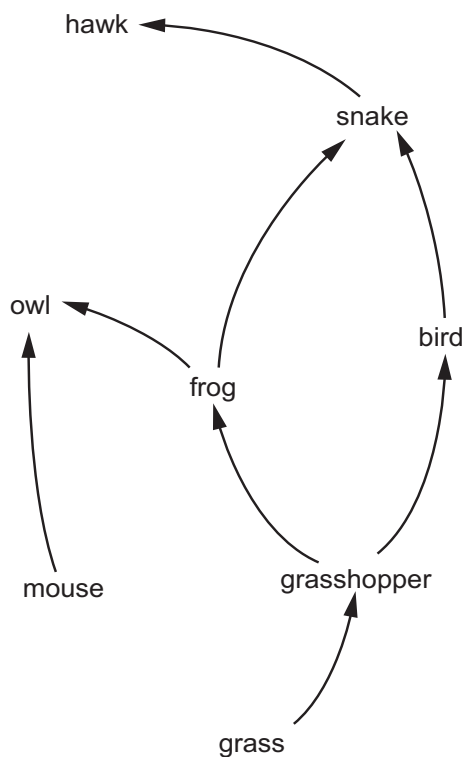 hawk
snake
owl
bird
frog
grasshopper
mouse
grass